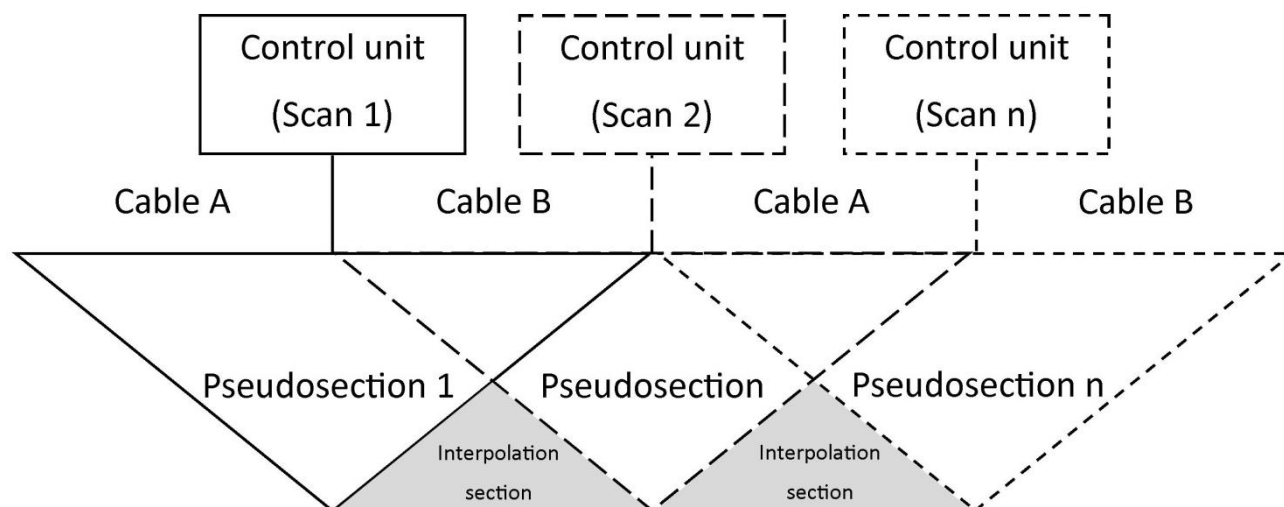 Control unit
(Scan 1)
Control unit
(Scan 2)
Control unit
(Scan n)
Cable A
Cable B
Cable A
Cable B
Pseudosection 1
Pseudosection
Pseudosection n
Interpolation
section
Interpolation
section